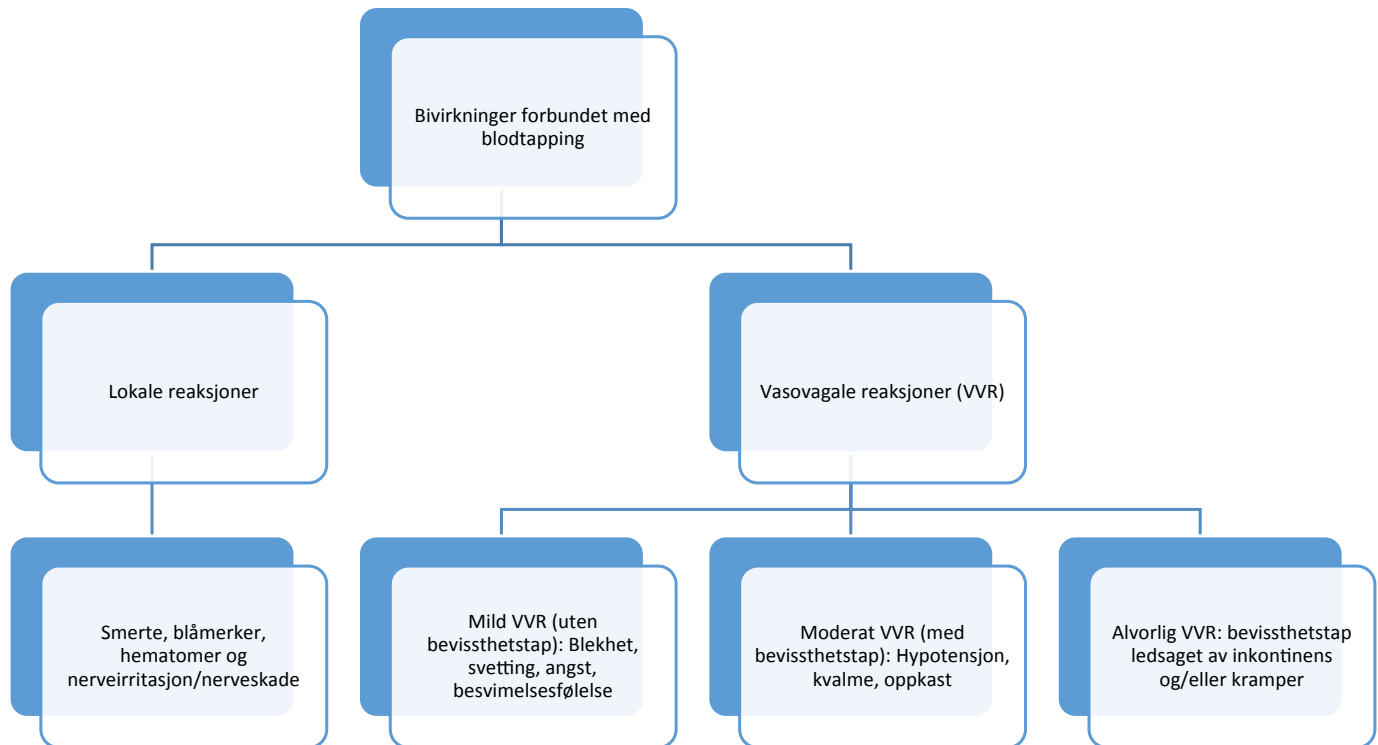 Bivirkninger forbundet med
blodtapping
Lokale reaksjoner
Vasovagale reaksjoner (VVR)
Smerte, blåmerker,
hematomer og
nerveirritasjon/nerveskade
Mild VVR (uten
bevissthetstap): Blekhet,
svetting, angst,
besvimelsesfølelse
Moderat VVR (med
bevissthetstap): Hypotensjon,
kvalme, oppkast
Alvorlig VVR: bevissthetstap
ledsaget av inkontinens
og/eller kramper